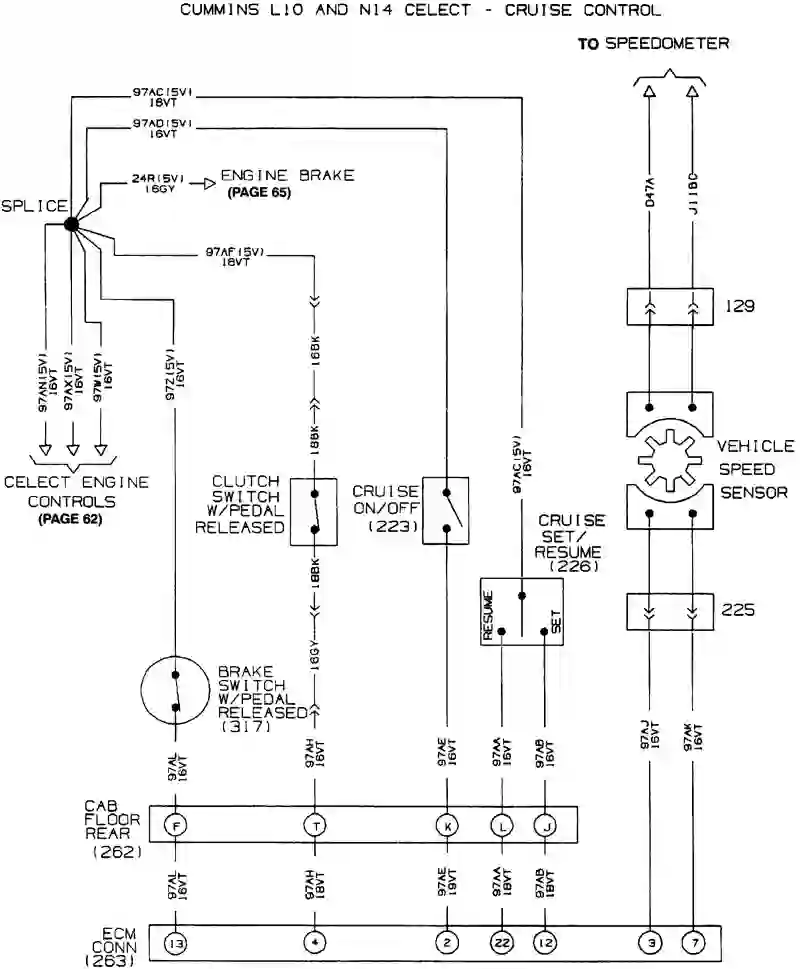 CUMMINS L10 AND N14 CELECT - CRUISE CONTROL
TO SPEEDOMETER
97AC(5V)
18VT
97AD(5V)
16VT
24R(5V)
16GY
ENGINE BRAKE
(PAGE 65)
SPLICE
97AF(5V)
18VT
D47A
J11BC
129
97AN(5V)
16VT
97AX(5V)
16VT
97W(5V)
16VT
97Z(5V)
16VT
16BK
18BK
97AC(5V)
16VT
CELECT ENGINE
CONTROLS
(PAGE 62)
CLUTCH
SWITCH
W/PEDAL
RELEASED
CRUISE
ON/OFF
(223)
VEHICLE
SPEED
SENSOR
CRUISE
SET/
RESUME
(226)
18BK
RESUME
SET
225
16GY
BRAKE
SWITCH
W/PEDAL
RELEASED
(317)
97AL
16VT
97AH
16VT
97AE
16VT
97AA
16VT
97AB
16VT
97AJ
16VT
97AK
16VT
CAB
FLOOR
REAR
(262)
F
T
K
L
J
97AL
16VT
97AH
18VT
97AE
19VT
97AA
18VT
97AB
18VT
ECM
CONN
(263)
13
4
2
22
12
3
7